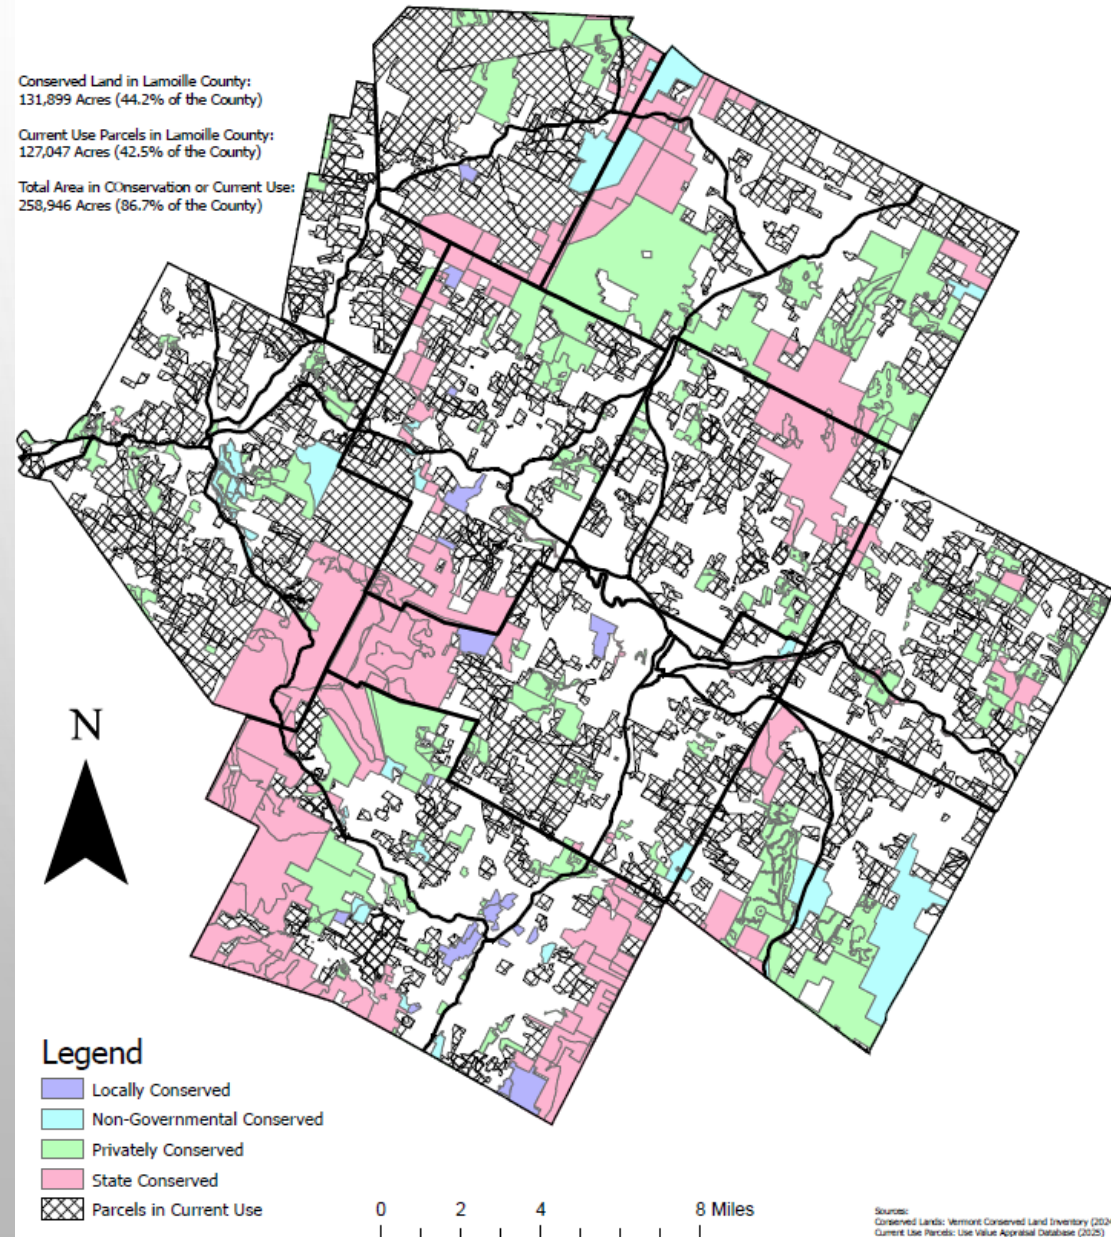 Conserved Land in Lamoille County:
131,899 Acres (44.2% of the County)
Current Use Parcels in Lamoille County:
127,047 Acres (42.5% of the County)
Total Area in Conservation or Current Use:
258,946 Acres (86.7% of the County)
N
Legend
Locally Conserved
Non-Governmental Conserved
Privately Conserved
State Conserved
Parcels in Current Use
0 2 4 8 Miles
Sources:
Conserved Lands: Vermont Conserved Land Inventory (2024
Current Use Parcels: Use Value Appraisal Database (2025)